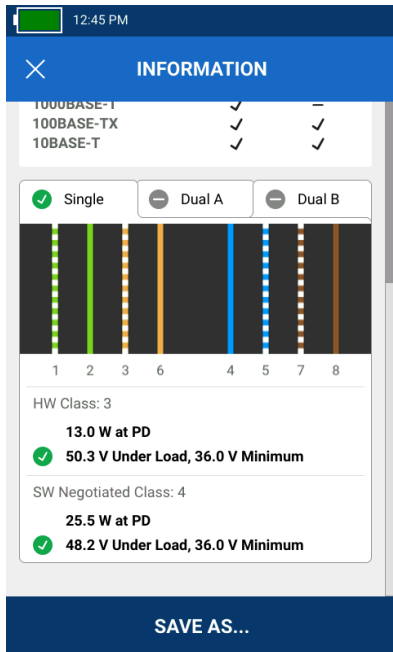 12:45 PM
INFORMATION
1000BASE-T
100BASE-TX
10BASE-T
Single Dual A Dual B
1 2 3 6 4 5 7 8
HW Class: 3
13.0 W at PD
50.3 V Under Load, 36.0 V Minimum
SW Negotiated Class: 4
25.5 W at PD
48.2 V Under Load, 36.0 V Minimum
SAVE AS...